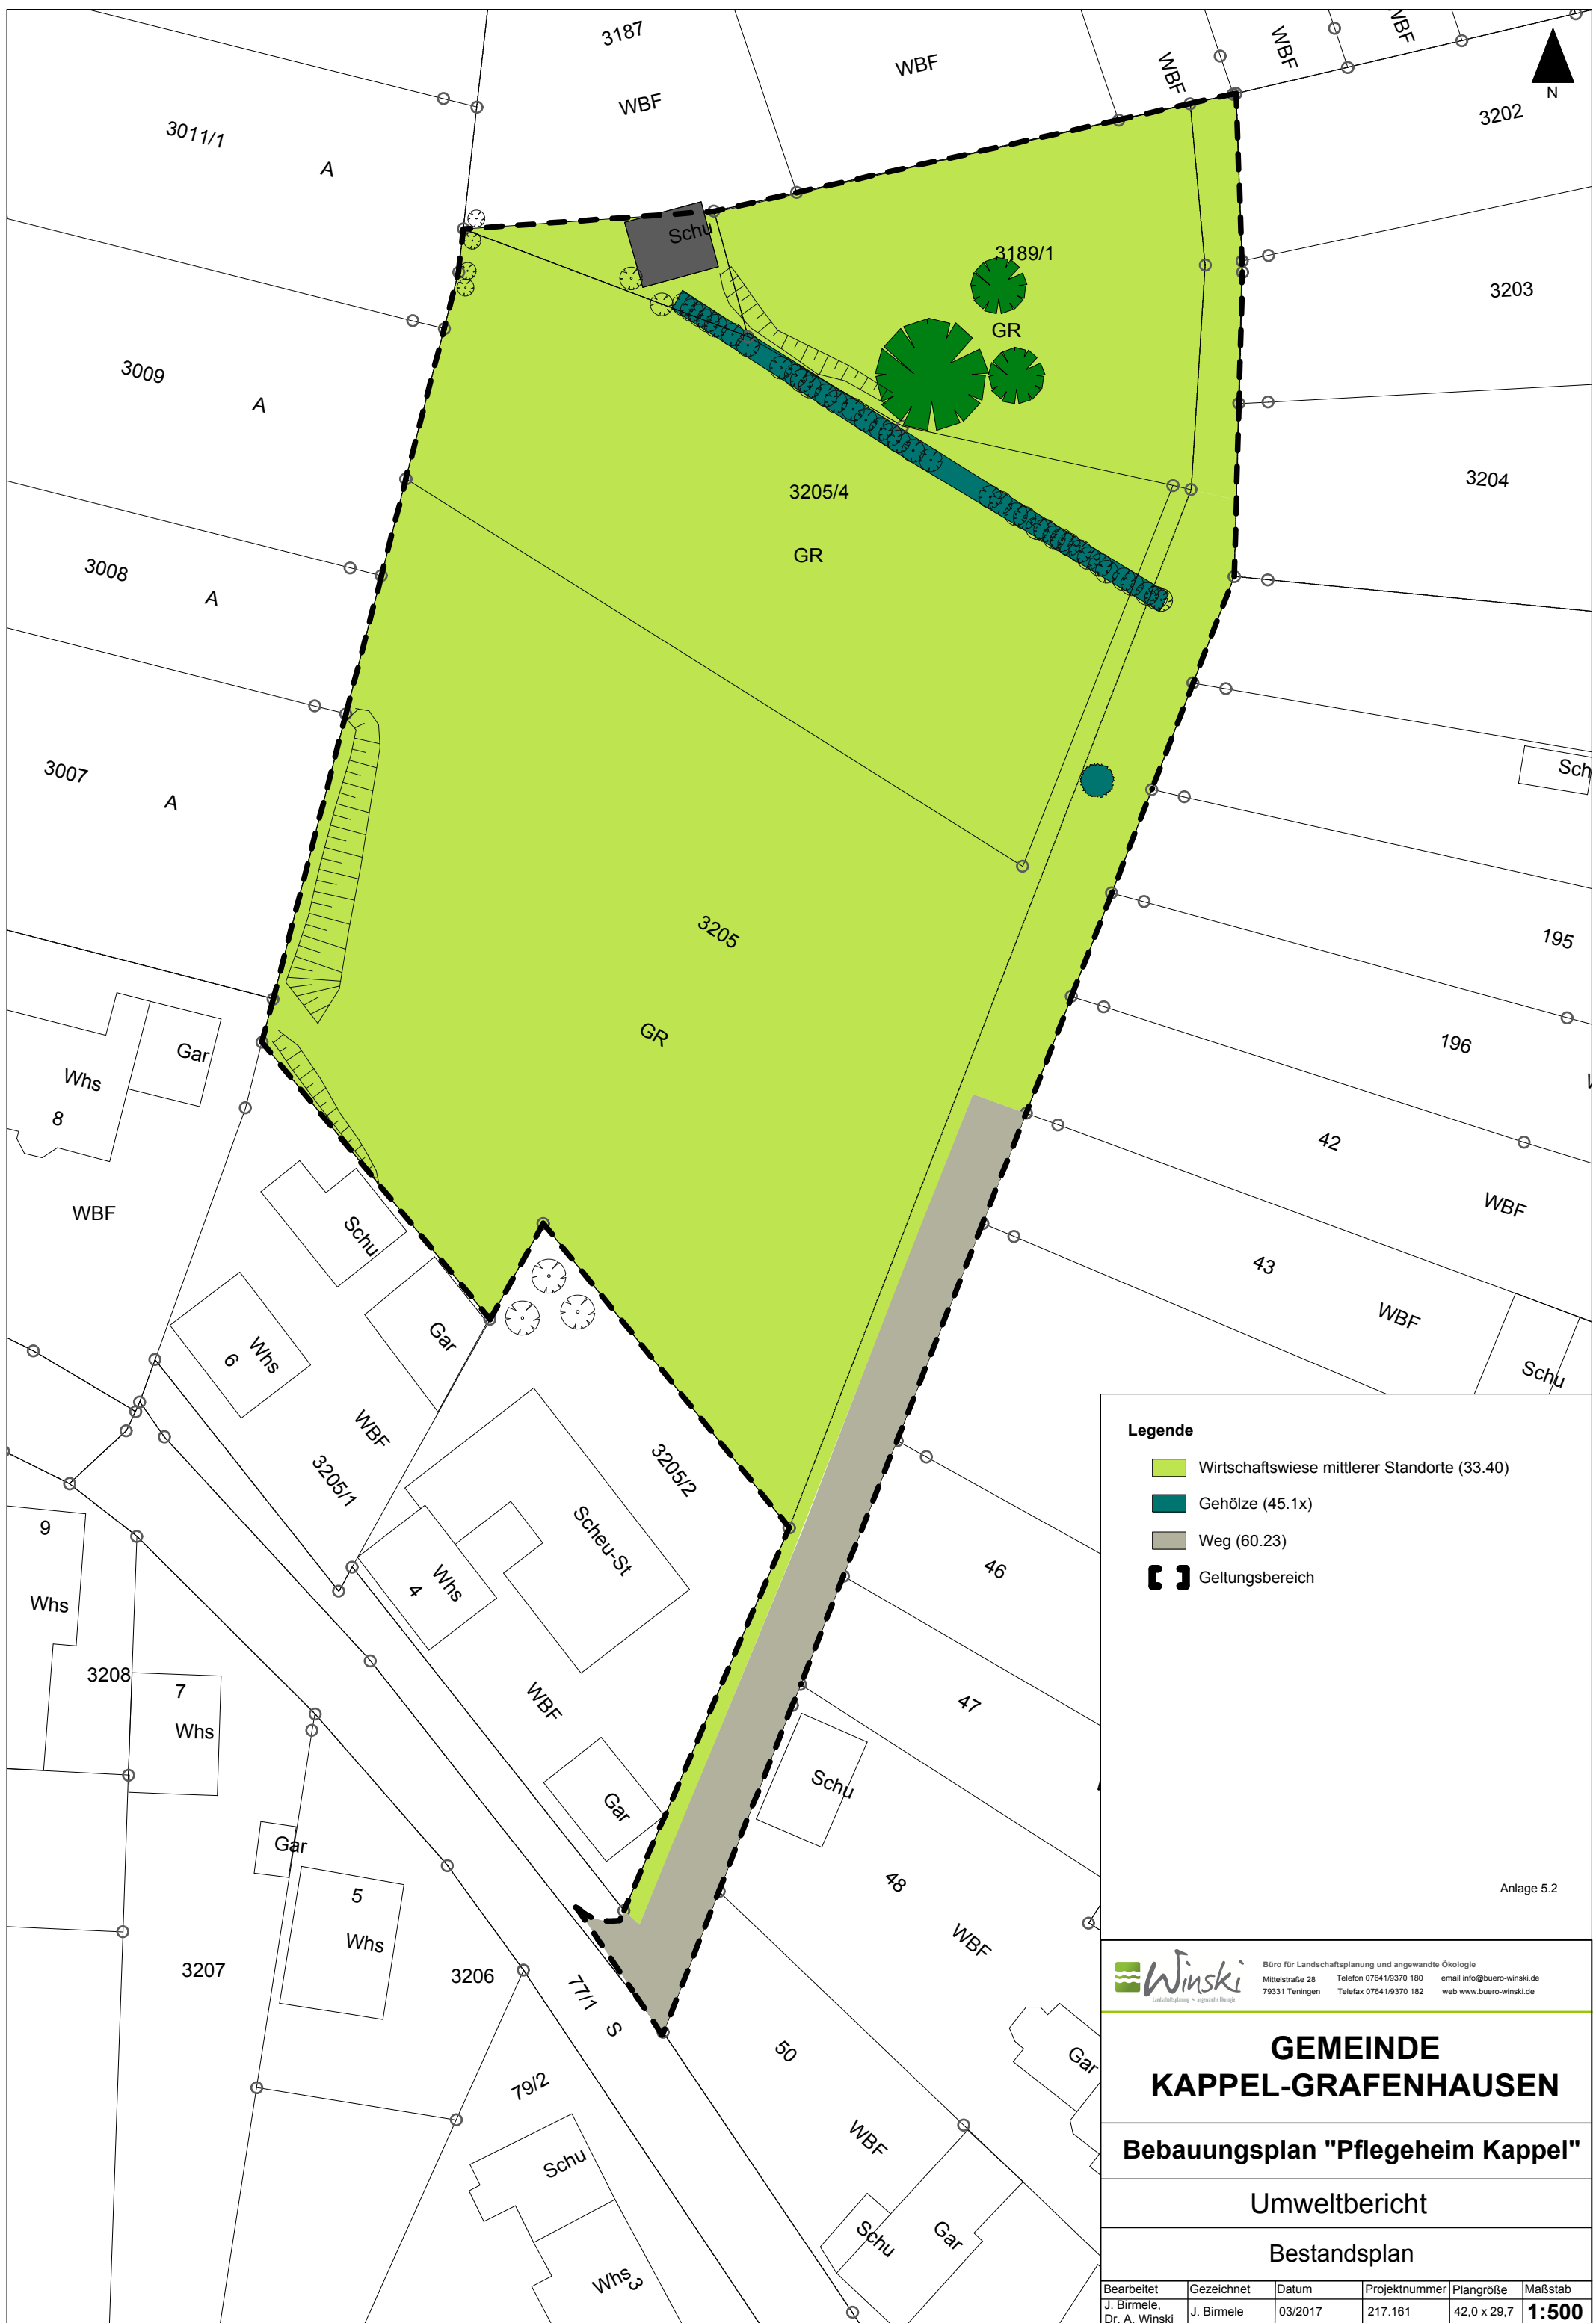 3187
WBF
WBF
WBF
WBF
WBF
N
3011/1
A
3202
Schu
3189/1
GR
3203
3009
A
3205/4
GR
3204
3008
A
3007
A
Sch
3205
GR
195
196
Gar
Whs
8
WBF
Schu
42
WBF
43
WBF
Schu
Gar
6
Whs
WBF
3205/1
3205/2
Scheu-St
4
Whs
46
9
Whs
3208
7
Whs
WBF
47
Gar
Schu
Gar
5
Whs
48
WBF
3207
3206
77/1
S
50
79/2
Gar
WBF
Schu
Schu
Gar
Whs
3
Legende
Wirtschaftswiese mittlerer Standorte (33.40)
Gehölze (45.1x)
Weg (60.23)
Geltungsbereich
Anlage 5.2
Winski
Landschaftsplanung + angewandte Ökologie
Büro für Landschaftsplanung und angewandte Ökologie
Mittelstraße 28 Telefon 07641/9370 180 email info@buero-winski.de
79331 Teningen Telefax 07641/9370 182 web www.buero-winski.de
GEMEINDE
KAPPEL-GRAFENHAUSEN
Bebauungsplan "Pflegeheim Kappel"
Umweltbericht
Bestandsplan
Bearbeitet Gezeichnet Datum Projektnummer Plangröße Maßstab
J. Birmele,
Dr. A. Winski J. Birmele 03/2017 217.161 42,0 x 29,7 1:500